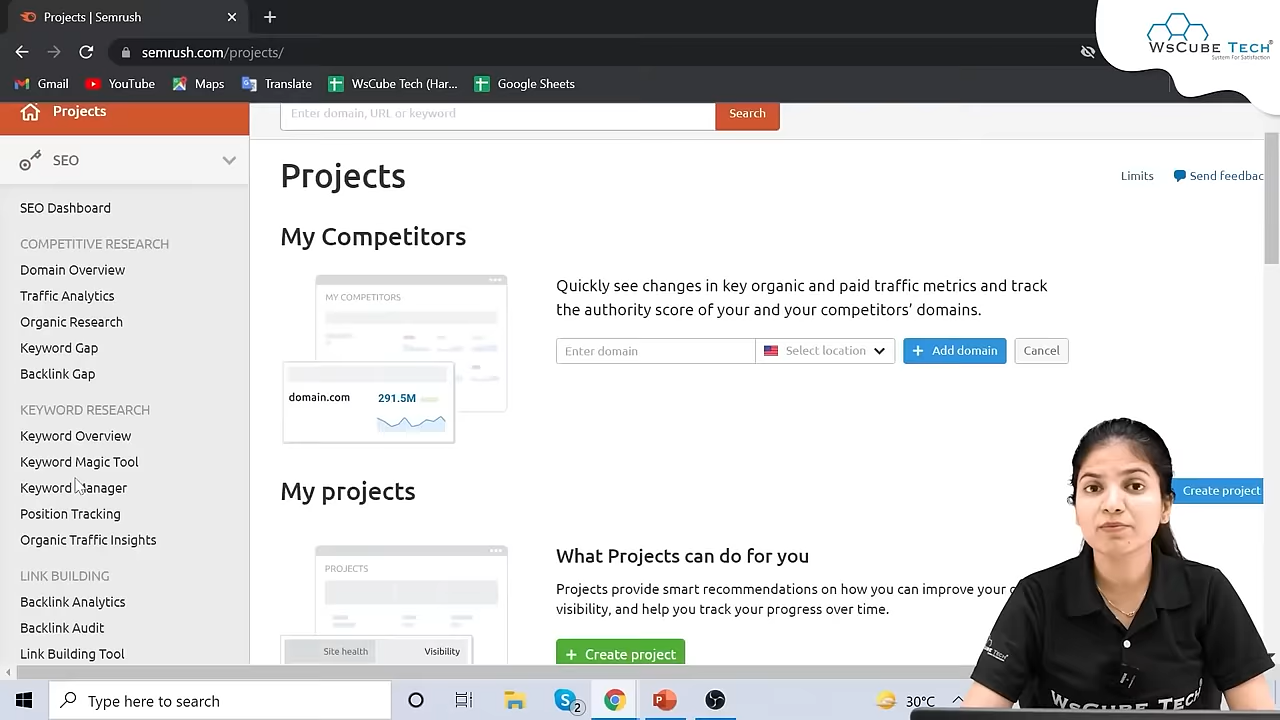 Projects | Semrush
semrush.com/projects/
WsCube Tech®
System For Satisfaction
Gmail
YouTube
Maps
Translate
WsCube Tech (Har...
Google Sheets
Projects
Enter domain, URL or keyword
Search
SEO
SEO Dashboard
COMPETITIVE RESEARCH
Domain Overview
Traffic Analytics
Organic Research
Keyword Gap
Backlink Gap
KEYWORD RESEARCH
Keyword Overview
Keyword Magic Tool
Keyword Manager
Position Tracking
Organic Traffic Insights
LINK BUILDING
Backlink Analytics
Backlink Audit
Link Building Tool
Projects
Limits
Send feedbac
My Competitors
MY COMPETITORS
domain.com
291.5M
Quickly see changes in key organic and paid traffic metrics and track
the authority score of your and your competitors’ domains.
Enter domain
Select location
+ Add domain
Cancel
My projects
Create project
PROJECTS
Site health
Visibility
What Projects can do for you
Projects provide smart recommendations on how you can improve your
visibility, and help you track your progress over time.
+ Create project
WsCube Tech
Type here to search
2
30°C